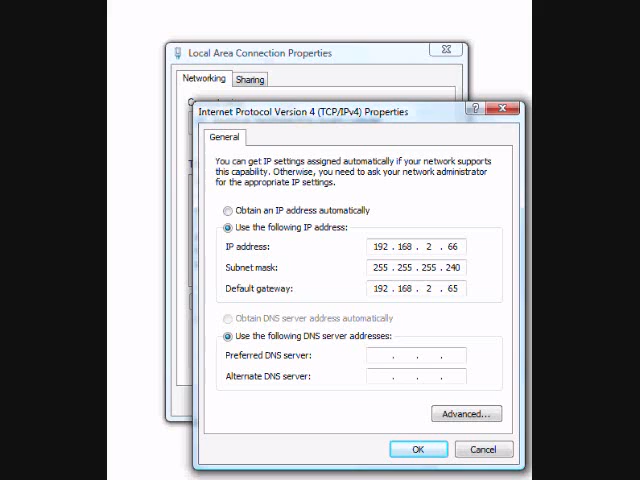 Local Area Connection Properties
Networking
Sharing
Internet Protocol Version 4 (TCP/IPv4) Properties
General
You can get IP settings assigned automatically if your network supports
this capability. Otherwise, you need to ask your network administrator
for the appropriate IP settings.
Obtain an IP address automatically
Use the following IP address:
IP address: 192 . 168 . 2 . 66
Subnet mask: 255 . 255 . 255 . 240
Default gateway: 192 . 168 . 2 . 65
Obtain DNS server address automatically
Use the following DNS server addresses:
Preferred DNS server: . . .
Alternate DNS server: . . .
Advanced...
OK
Cancel